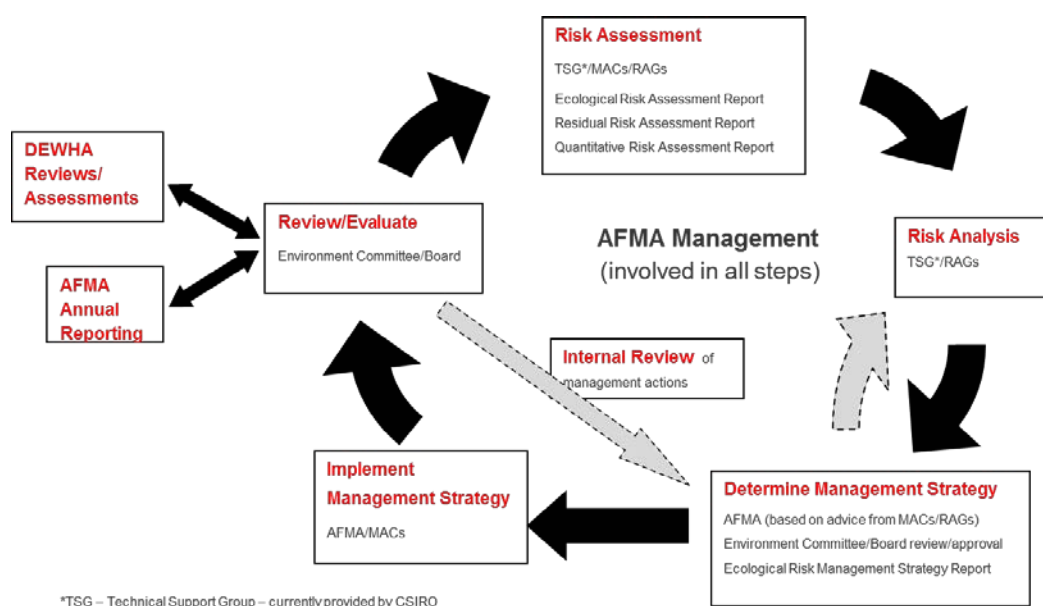 Risk Assessment
TSG*/MACs/RAGs
Ecological Risk Assessment Report
Residual Risk Assessment Report
Quantitative Risk Assessment Report
DEWHA
Reviews/
Assessments
Review/Evaluate
Environment Committee/Board
AFMA Management
(involved in all steps)
Risk Analysis
TSG*/RAGs
AFMA
Annual
Reporting
Internal Review of
management actions
Implement
Management Strategy
AFMA/MACs
Determine Management Strategy
AFMA (based on advice from MACs/RAGs)
Environment Committee/Board review/approval
Ecological Risk Management Strategy Report
*TSG – Technical Support Group – currently provided by CSIRO